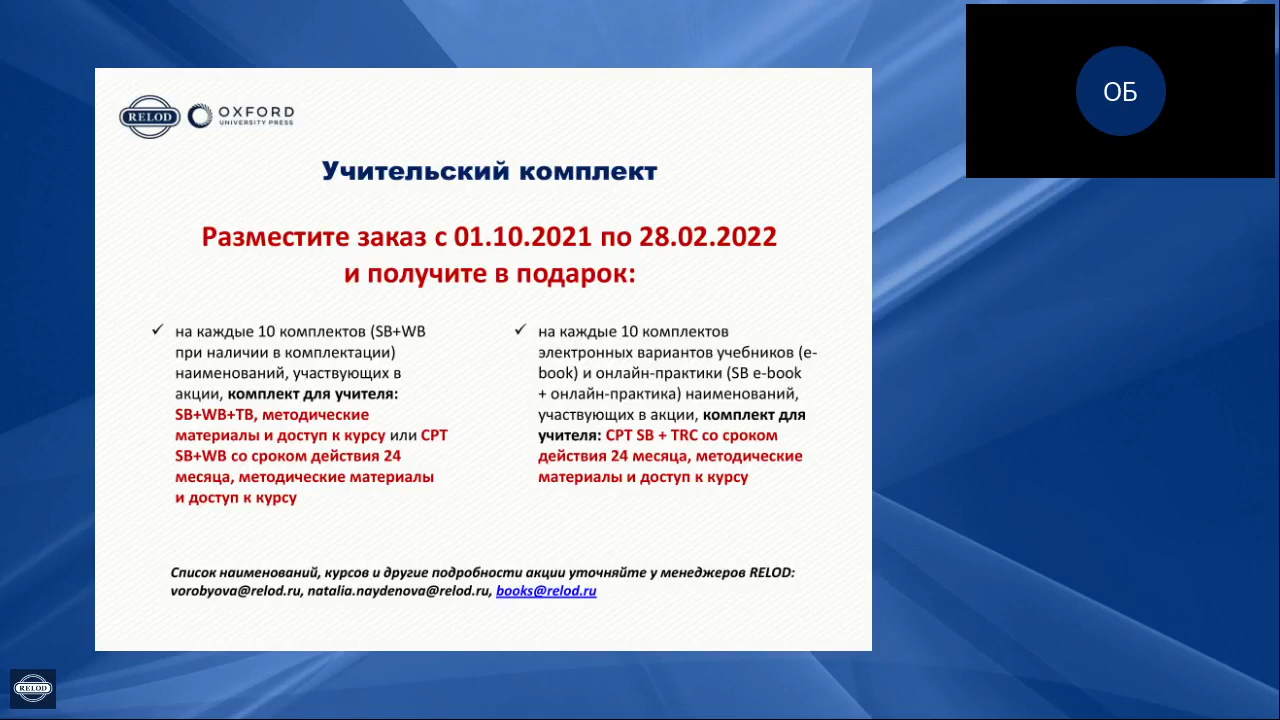 ОБ
RELOD
OXFORD
UNIVERSITY PRESS
Учительский комплект
Разместите заказ с 01.10.2021 по 28.02.2022
и получите в подарок:
✓ на каждые 10 комплектов (SB+WB
при наличии в комплектации)
наименований, участвующих в
акции, комплект для учителя:
SB+WB+TB, методические
материалы и доступ к курсу или CPT
SB+WB со сроком действия 24
месяца, методические материалы
и доступ к курсу
✓ на каждые 10 комплектов
электронных вариантов учебников (e-
book) и онлайн-практики (SB e-book
+ онлайн-практика) наименований,
участвующих в акции, комплект для
учителя: CPT SB + TRC со сроком
действия 24 месяца, методические
материалы и доступ к курсу
Список наименований, курсов и другие подробности акции уточняйте у менеджеров RELOD:
vorobyova@relod.ru, natalia.naydenova@relod.ru, books@relod.ru
RELOD